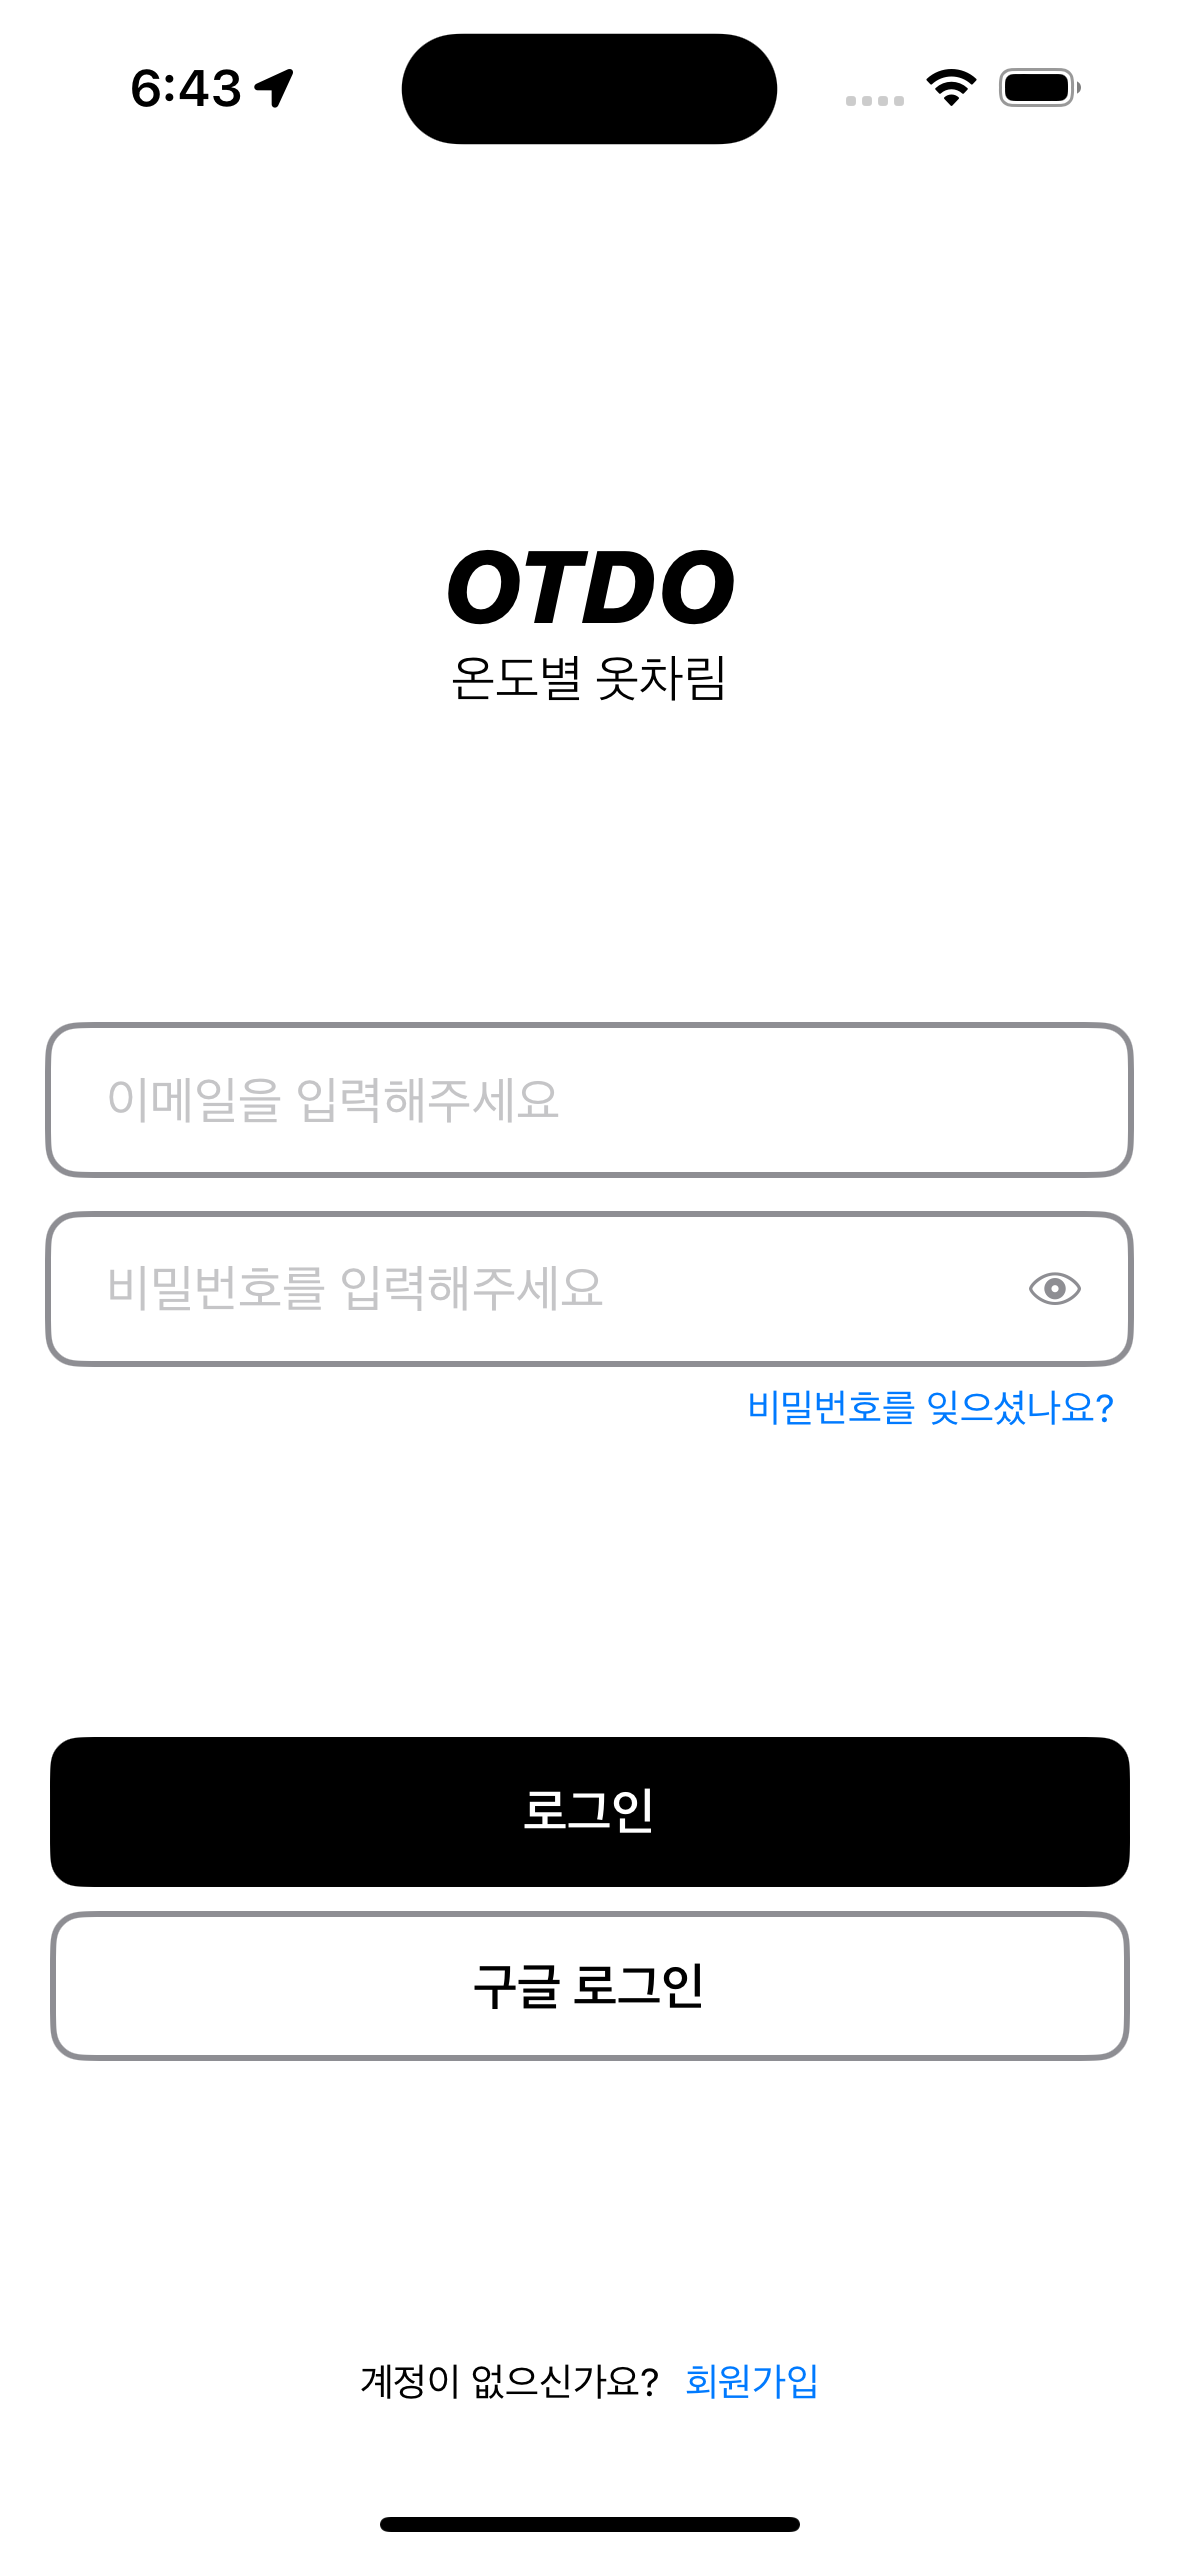 6:43
OTDO
온도별 옷차림
이메일을 입력해주세요
비밀번호를 입력해주세요
비밀번호를 잊으셨나요?
로그인
구글 로그인
계정이 없으신가요? 회원가입